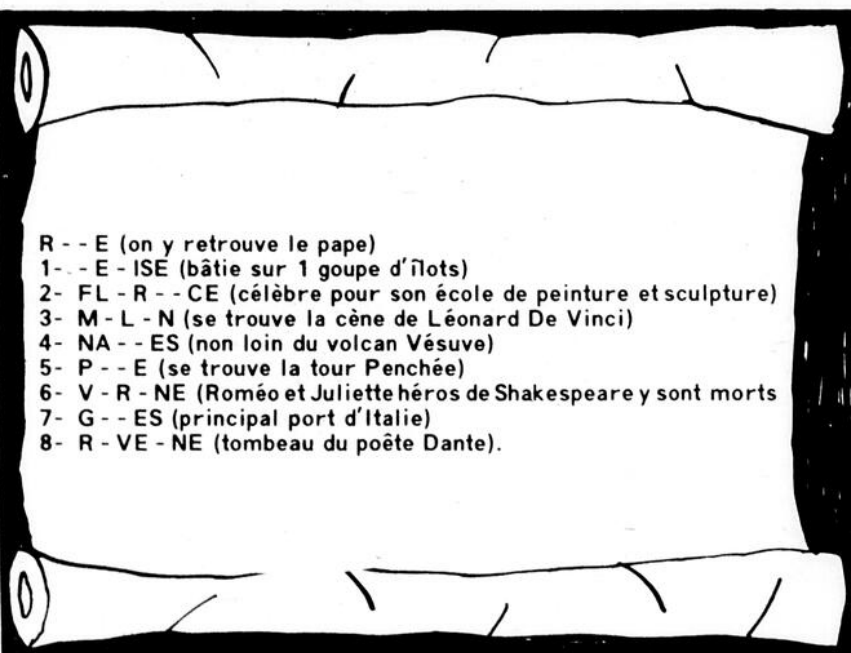 R - - E (on y retrouve le pape)
1- - E - ISE (bâtie sur 1 goupe d'îlots)
2- FL - R - - CE (célèbre pour son école de peinture et sculpture)
3- M - L - N (se trouve la cène de Léonard De Vinci)
4- NA - - ES (non loin du volcan Vésuve)
5- P - - E (se trouve la tour Penchée)
6- V - R - NE (Roméo et Juliette héros de Shakespeare y sont morts
7- G - - ES (principal port d'Italie)
8- R - VE - NE (tombeau du poête Dante).